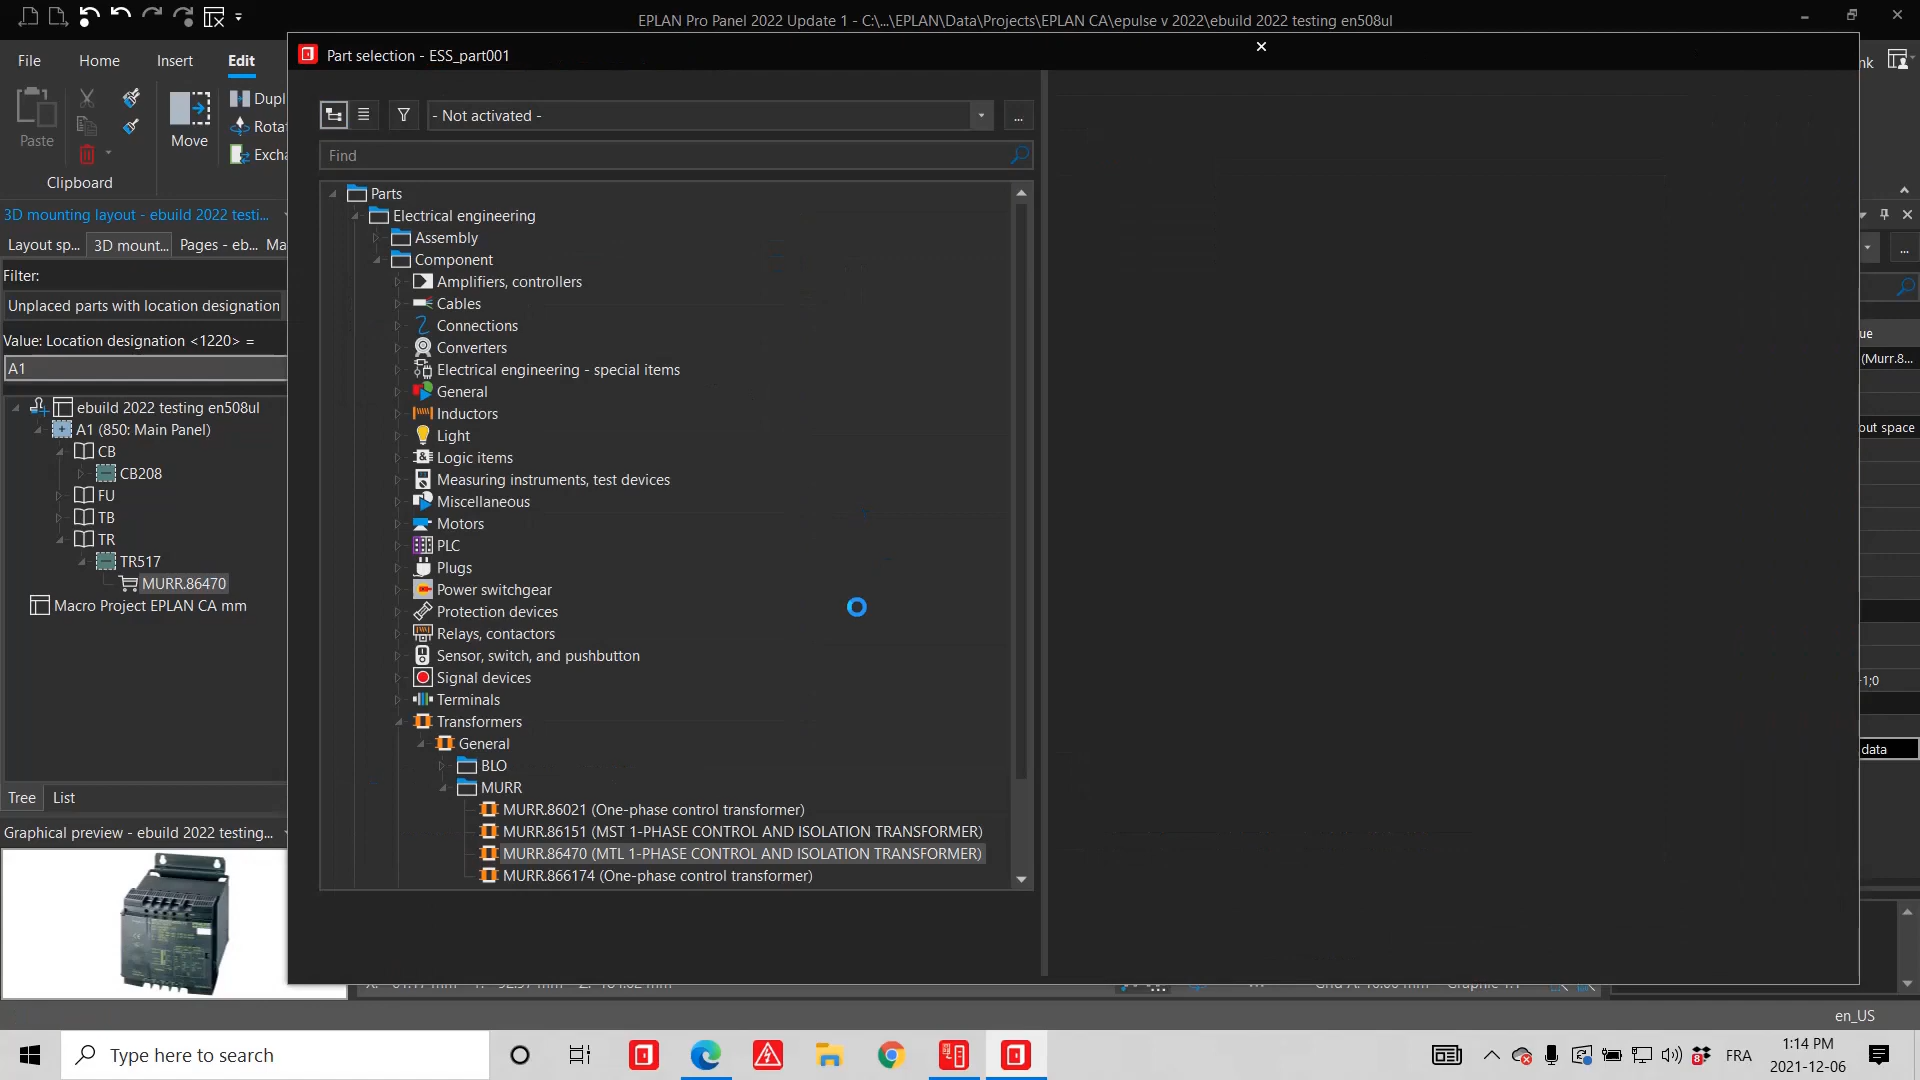 EPLAN Pro Panel 2022 Update 1 - C:\...\EPLAN\Data\Projects\EPLAN CA\epulse v 2022\ebuild 2022 testing en508ul
File Home Insert Edit
Paste
Move
Dupl
Rota
Excha
Clipboard
3D mounting layout - ebuild 2022 testi...
Layout sp... 3D mount... Pages - eb... Ma
Filter:
Unplaced parts with location designation
Value: Location designation <1220> =
A1
ebuild 2022 testing en508ul
A1 (850: Main Panel)
CB
CB208
FU
TB
TR
TR517
MURR.86470
Macro Project EPLAN CA mm
Tree List
Graphical preview - ebuild 2022 testing...
Part selection - ESS_part001
- Not activated -
...
Find
Parts
Electrical engineering
Assembly
Component
Amplifiers, controllers
Cables
Connections
Converters
Electrical engineering - special items
General
Inductors
Light
Logic items
Measuring instruments, test devices
Miscellaneous
Motors
PLC
Plugs
Power switchgear
Protection devices
Relays, contactors
Sensor, switch, and pushbutton
Signal devices
Terminals
Transformers
General
BLO
MURR
MURR.86021 (One-phase control transformer)
MURR.86151 (MST 1-PHASE CONTROL AND ISOLATION TRANSFORMER)
MURR.86470 (MTL 1-PHASE CONTROL AND ISOLATION TRANSFORMER)
MURR.866174 (One-phase control transformer)
nk
...
ue
(Murr.8...
out space
-1;0
data
en_US
Type here to search
FRA
1:14 PM
2021-12-06